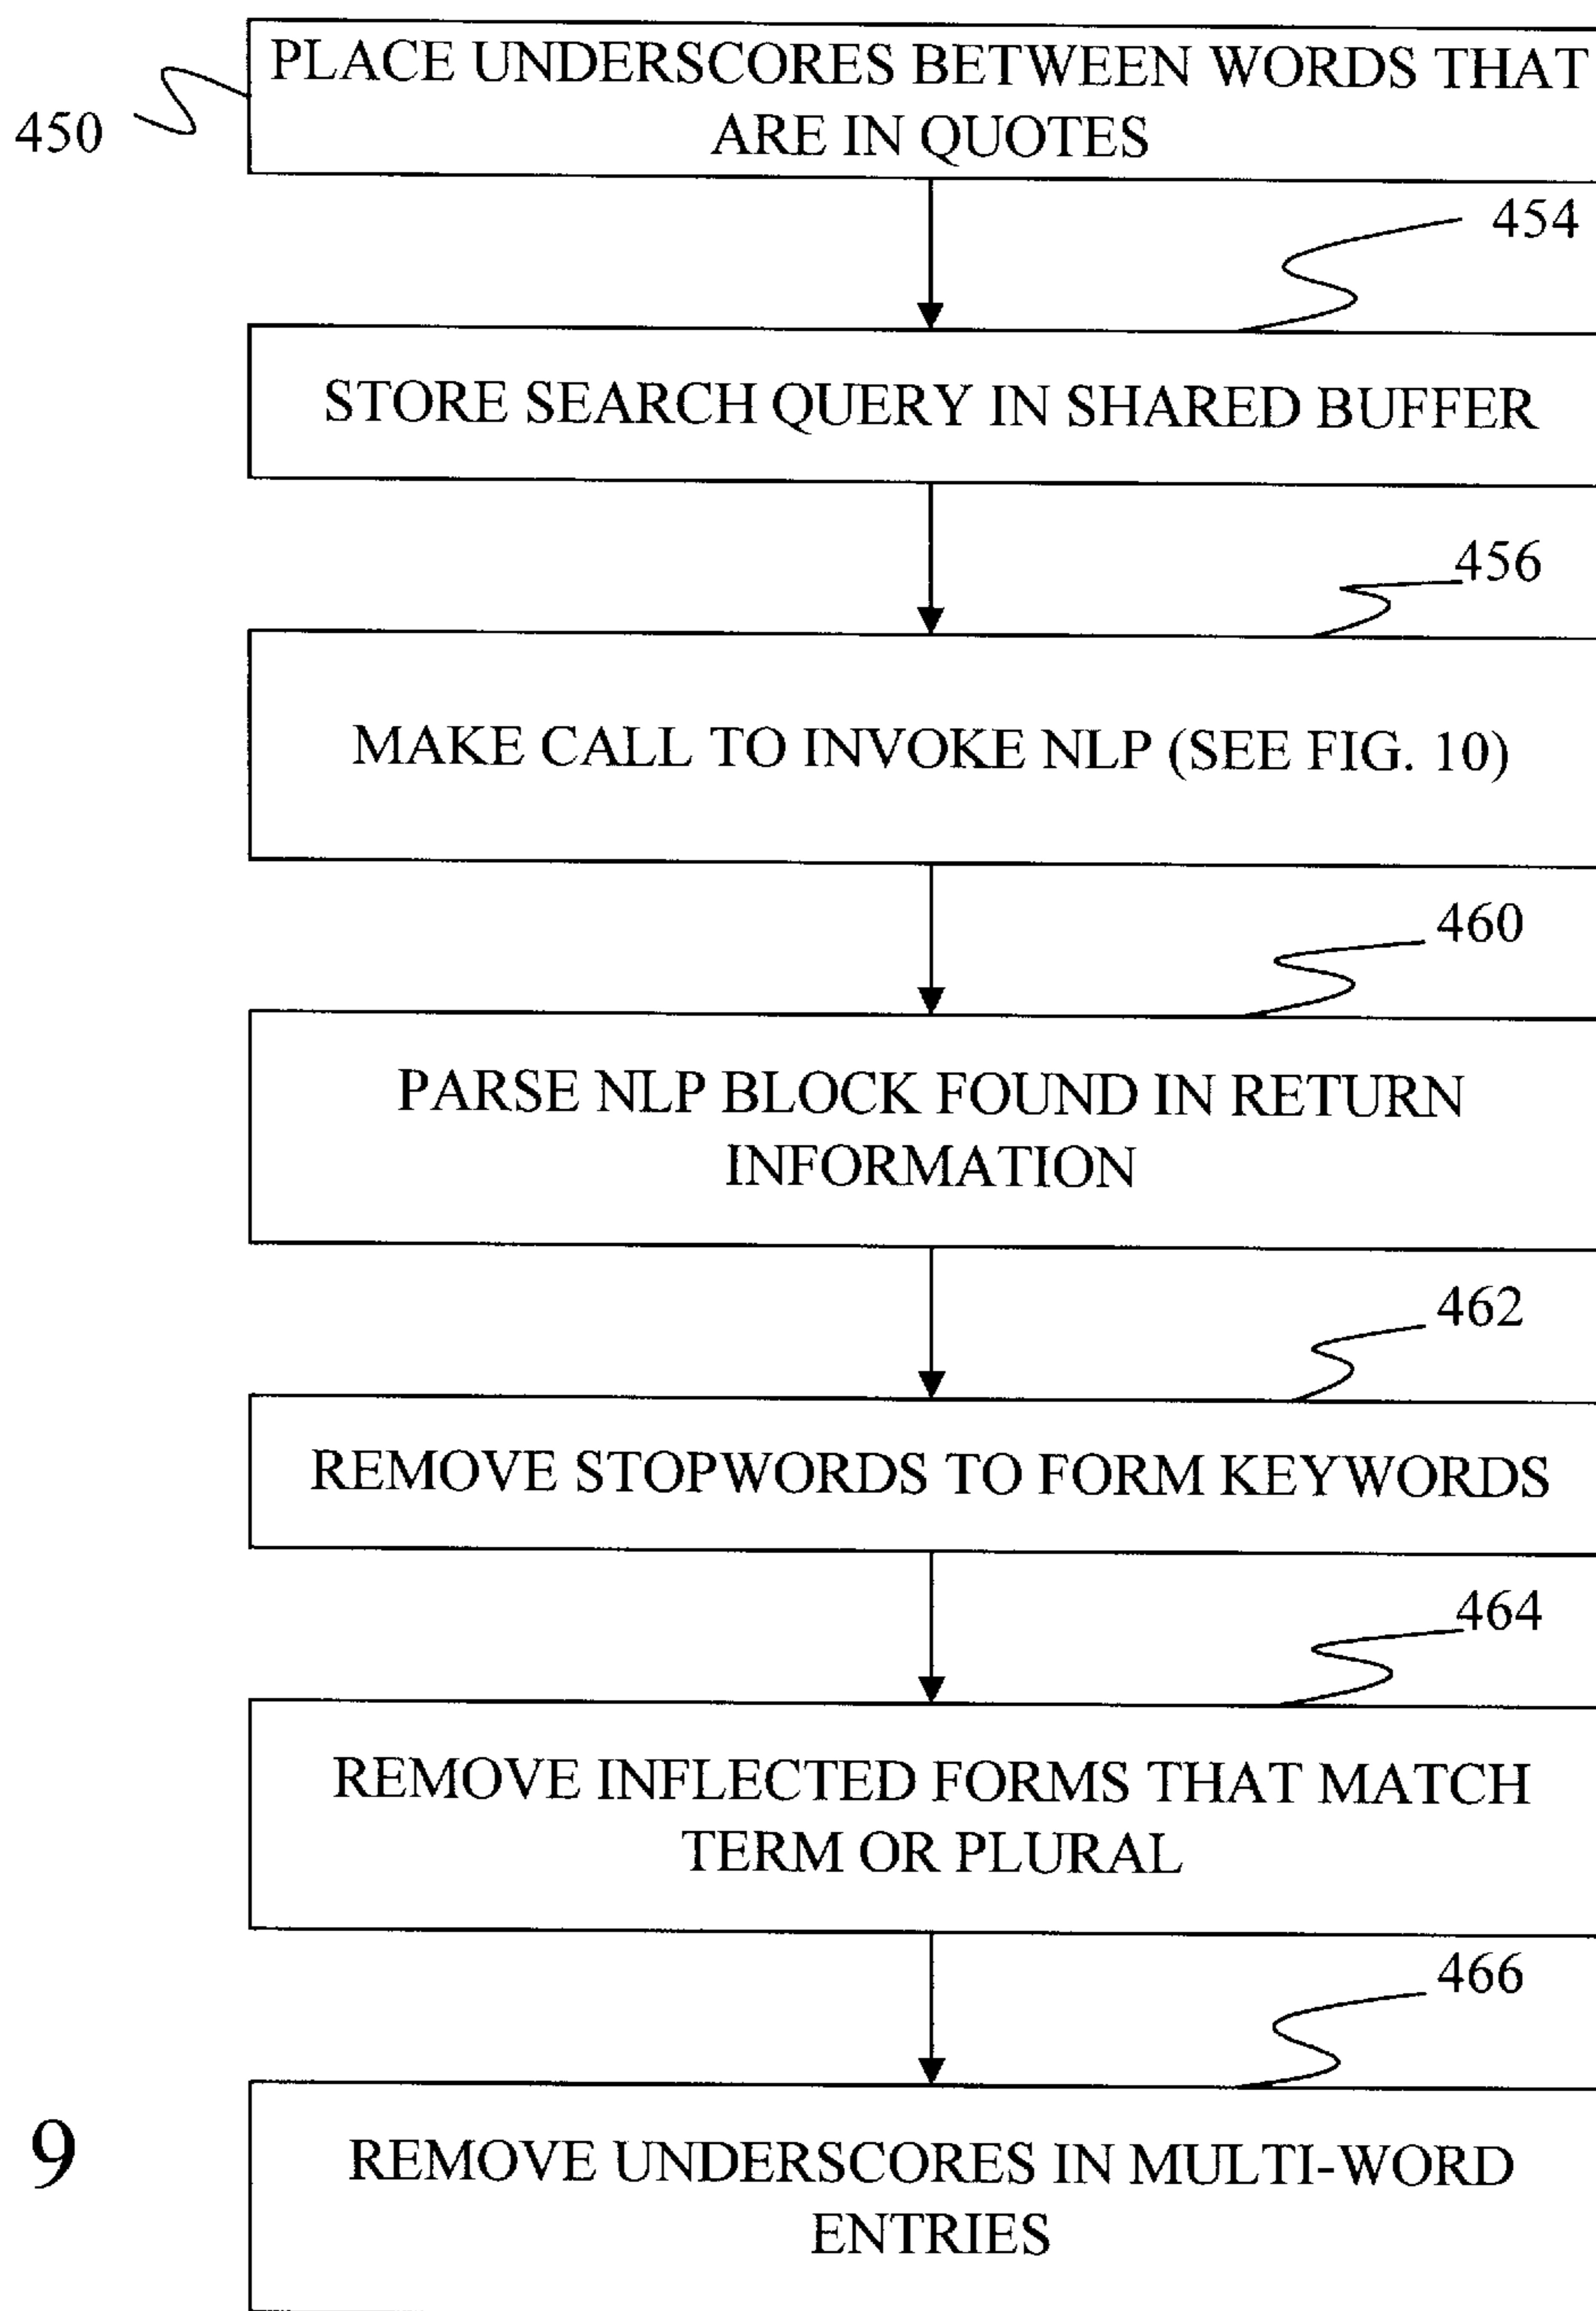 PLACE UNDERSCORES BETWEEN WORDS THAT
ARE IN QUOTES
450
454
STORE SEARCH QUERY IN SHARED BUFFER
456
MAKE CALL TO INVOKE NLP (SEE FIG. 10)
460
PARSE NLP BLOCK FOUND IN RETURN
INFORMATION
462
REMOVE STOPWORDS TO FORM KEYWORDS
464
REMOVE INFLECTED FORMS THAT MATCH
TERM OR PLURAL
466
9
REMOVE UNDERSCORES IN MULTI-WORD
ENTRIES